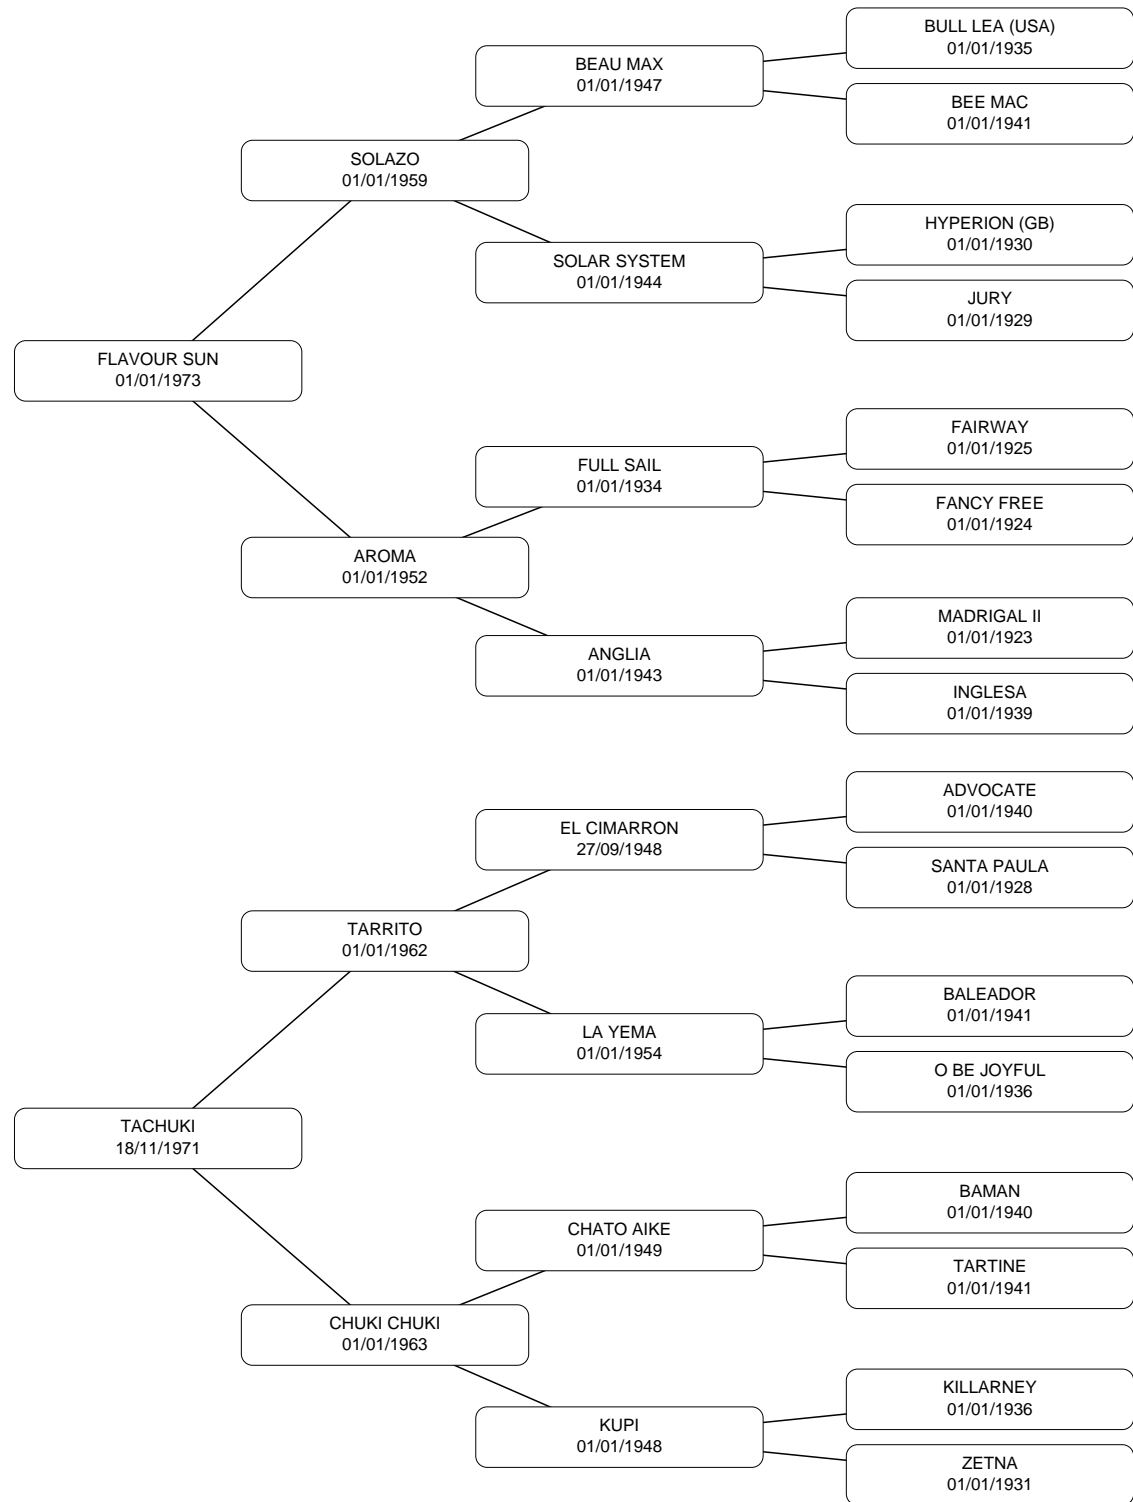 BULL LEA (USA)
01/01/1935
BEAU MAX
01/01/1947
BEE MAC
01/01/1941
SOLAZO
01/01/1959
HYPERION (GB)
01/01/1930
SOLAR SYSTEM
01/01/1944
JURY
01/01/1929
FLAVOUR SUN
01/01/1973
FAIRWAY
01/01/1925
FULL SAIL
01/01/1934
FANCY FREE
01/01/1924
AROMA
01/01/1952
MADRIGAL II
01/01/1923
ANGLIA
01/01/1943
INGLESA
01/01/1939
ADVOCATE
01/01/1940
EL CIMARRON
27/09/1948
SANTA PAULA
01/01/1928
TARRITO
01/01/1962
BALEADOR
01/01/1941
LA YEMA
01/01/1954
O BE JOYFUL
01/01/1936
TACHUKI
18/11/1971
BAMAN
01/01/1940
CHATO AIKE
01/01/1949
TARTINE
01/01/1941
CHUKI CHUKI
01/01/1963
KILLARNEY
01/01/1936
KUPI
01/01/1948
ZETNA
01/01/1931